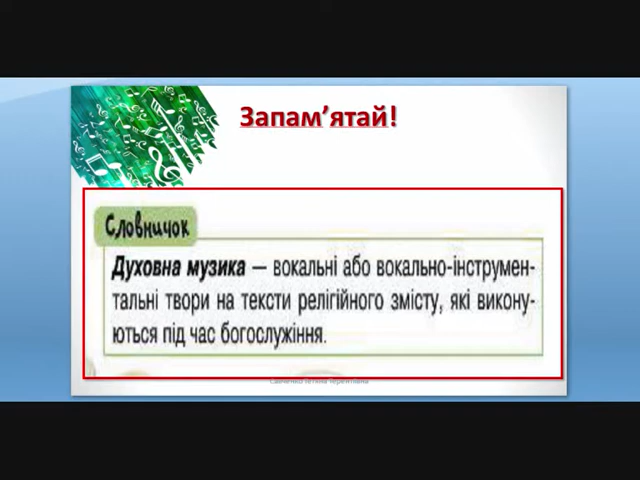 Запам’ятай!
Словничок
Духовна музика — вокальні або вокально-інструмен-
тальні твори на тексти релігійного змісту, які викону-
ються під час богослужіння.